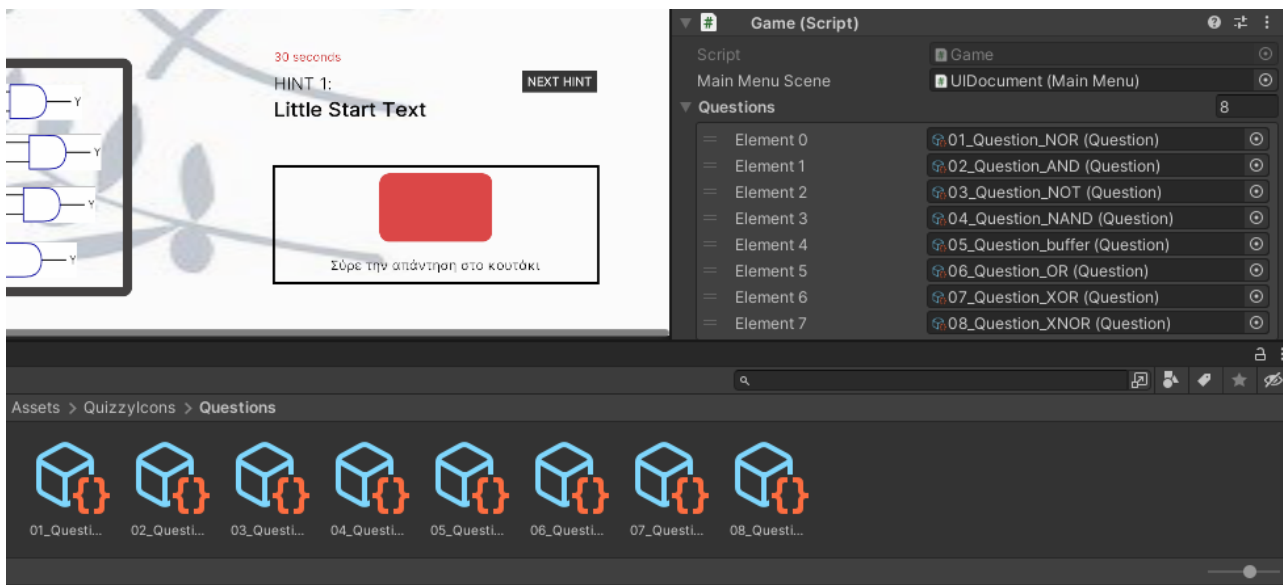 Game (Script)
30 seconds
HINT 1:
NEXT HINT
Little Start Text
Y
Y
Y
Y
Σύρε την απάντηση στο κουτάκι
Script
Game
Main Menu Scene
UIDocument (Main Menu)
Questions
8
Element 0
01_Question_NOR (Question)
Element 1
02_Question_AND (Question)
Element 2
03_Question_NOT (Question)
Element 3
04_Question_NAND (Question)
Element 4
05_Question_buffer (Question)
Element 5
06_Question_OR (Question)
Element 6
07_Question_XOR (Question)
Element 7
08_Question_XNOR (Question)
Assets > QuizzyIcons > Questions
01_Questi...
02_Questi...
03_Questi...
04_Questi...
05_Questi...
06_Questi...
07_Questi...
08_Questi...